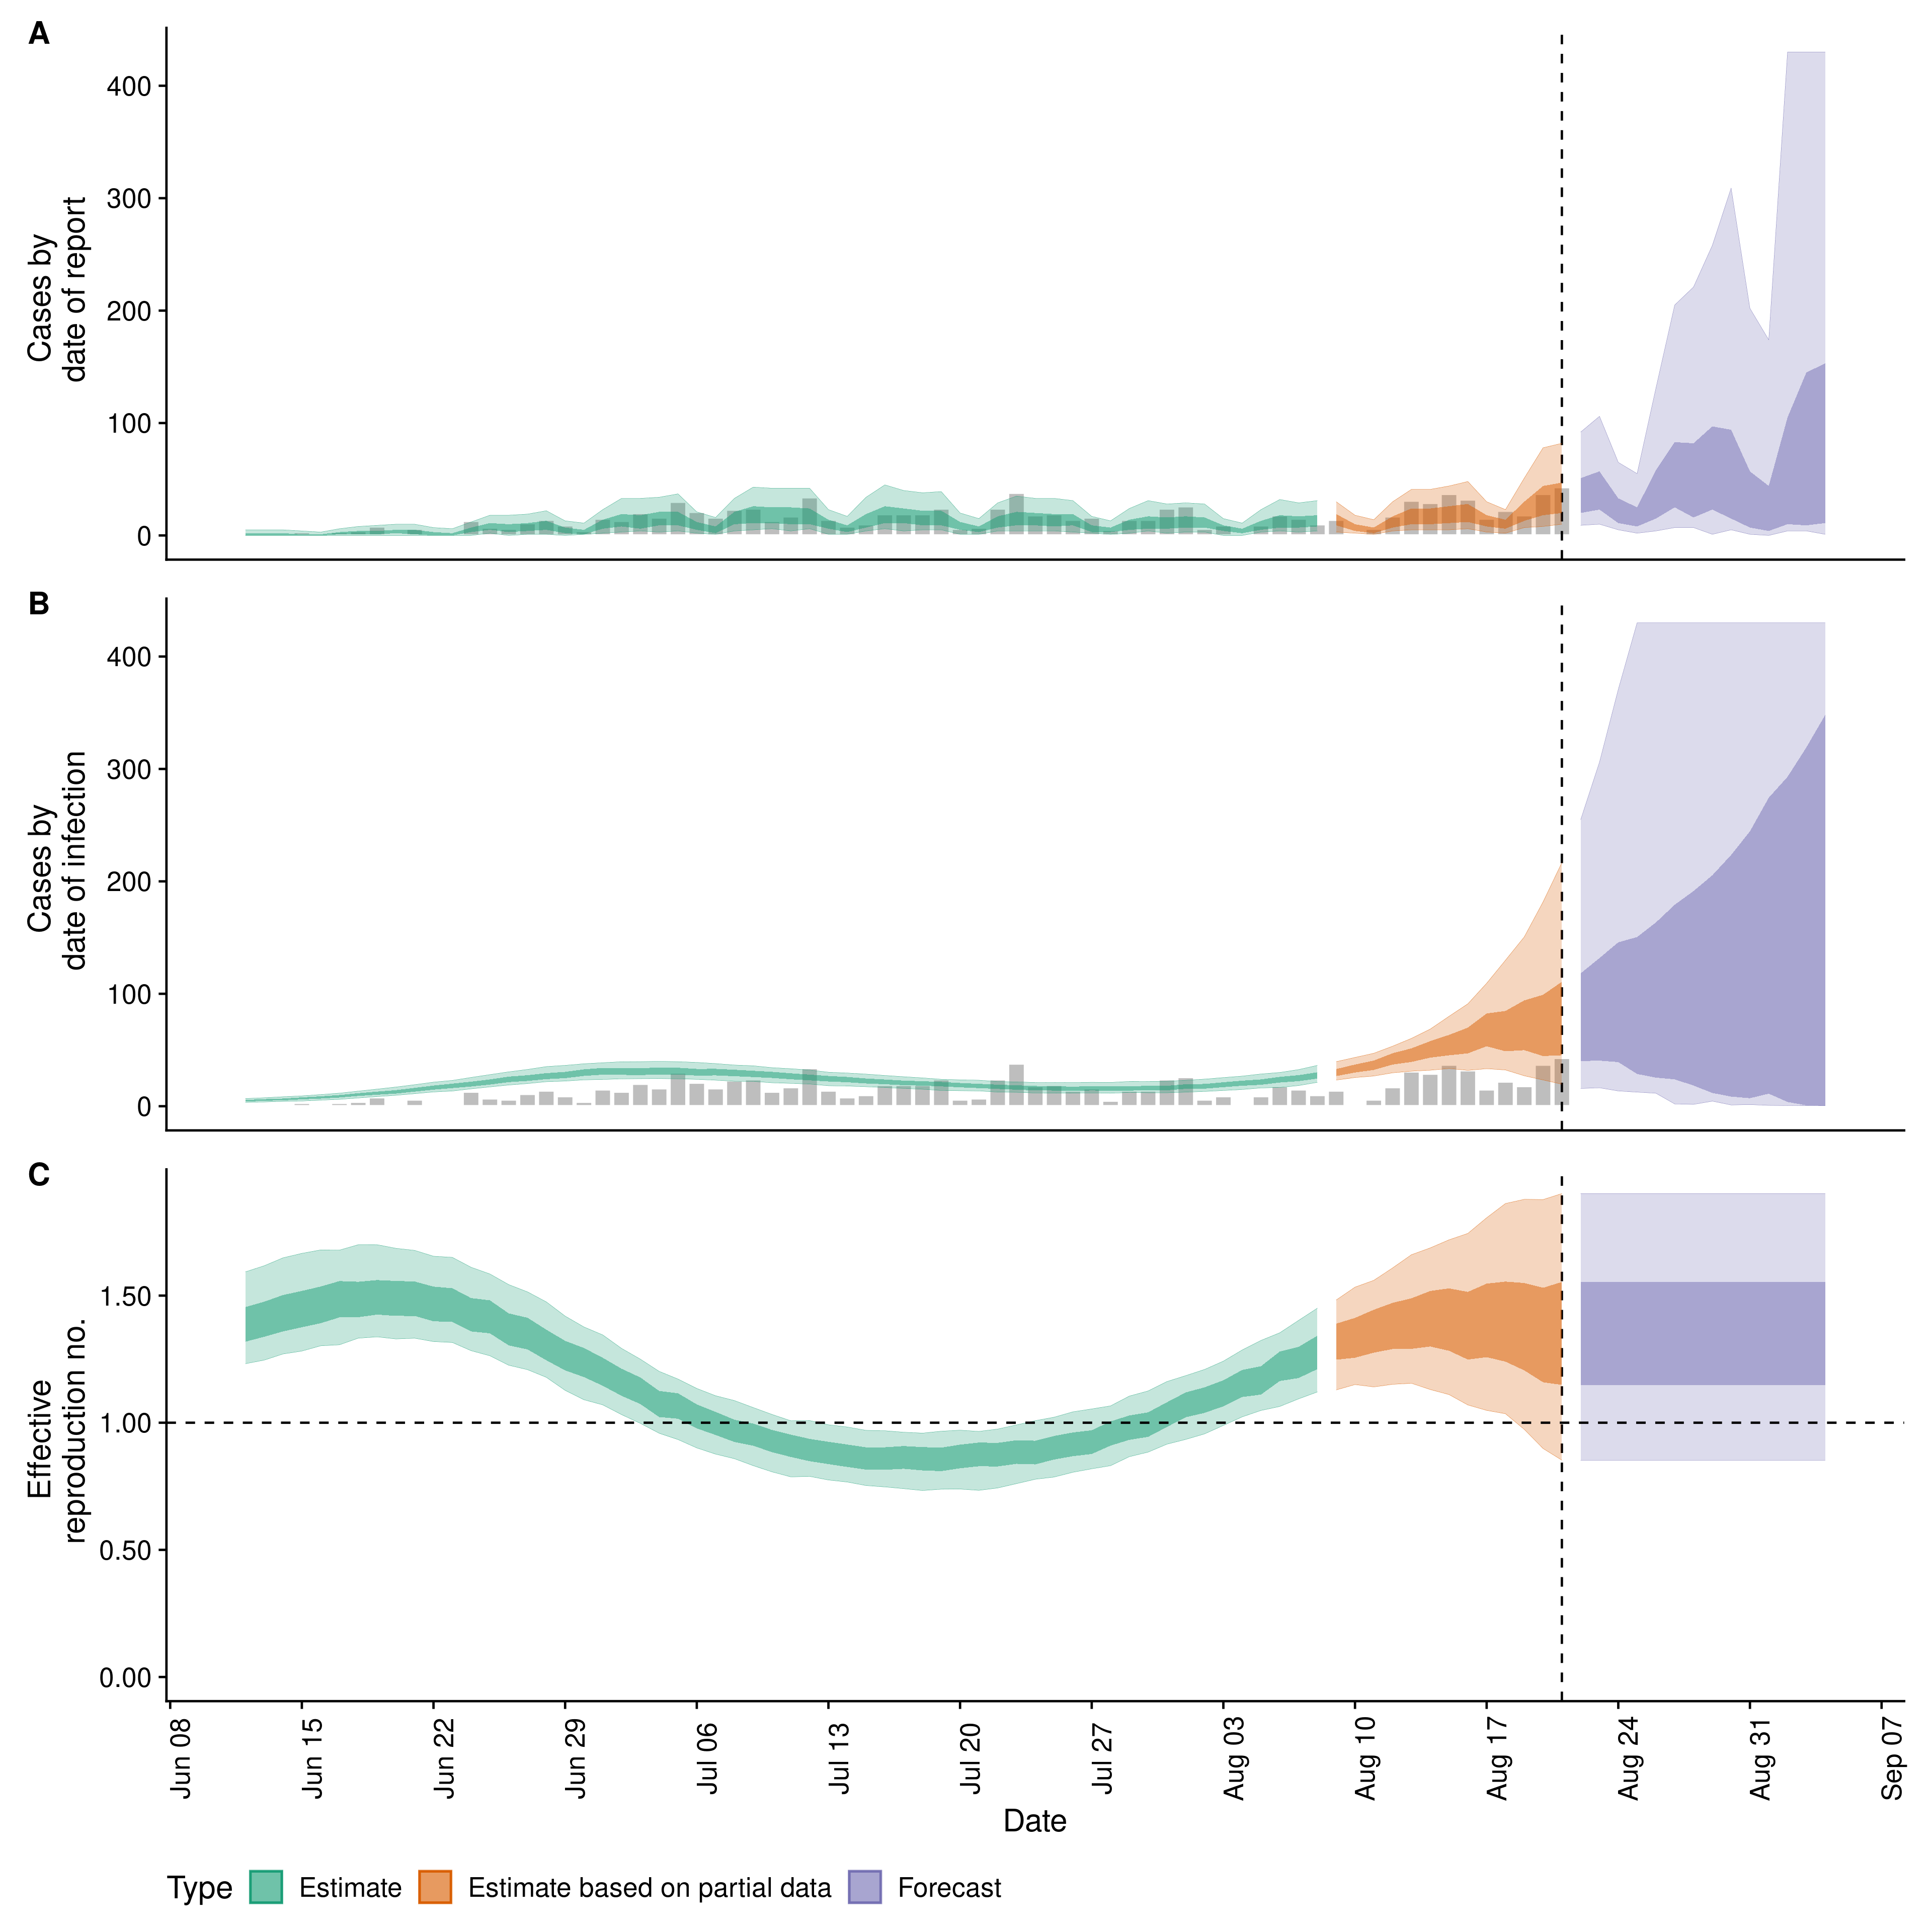 A
400
300
200
100
0
Cases by
date of report
B
400
300
200
100
0
Cases by
date of infection
C
1.50
1.00
0.50
0.00
Effective
reproduction no.
Jun 08
Jun 15
Jun 22
Jun 29
Jul 06
Jul 13
Jul 20
Jul 27
Aug 03
Aug 10
Aug 17
Aug 24
Aug 31
Sep 07
Date
Type Estimate Estimate based on partial data Forecast